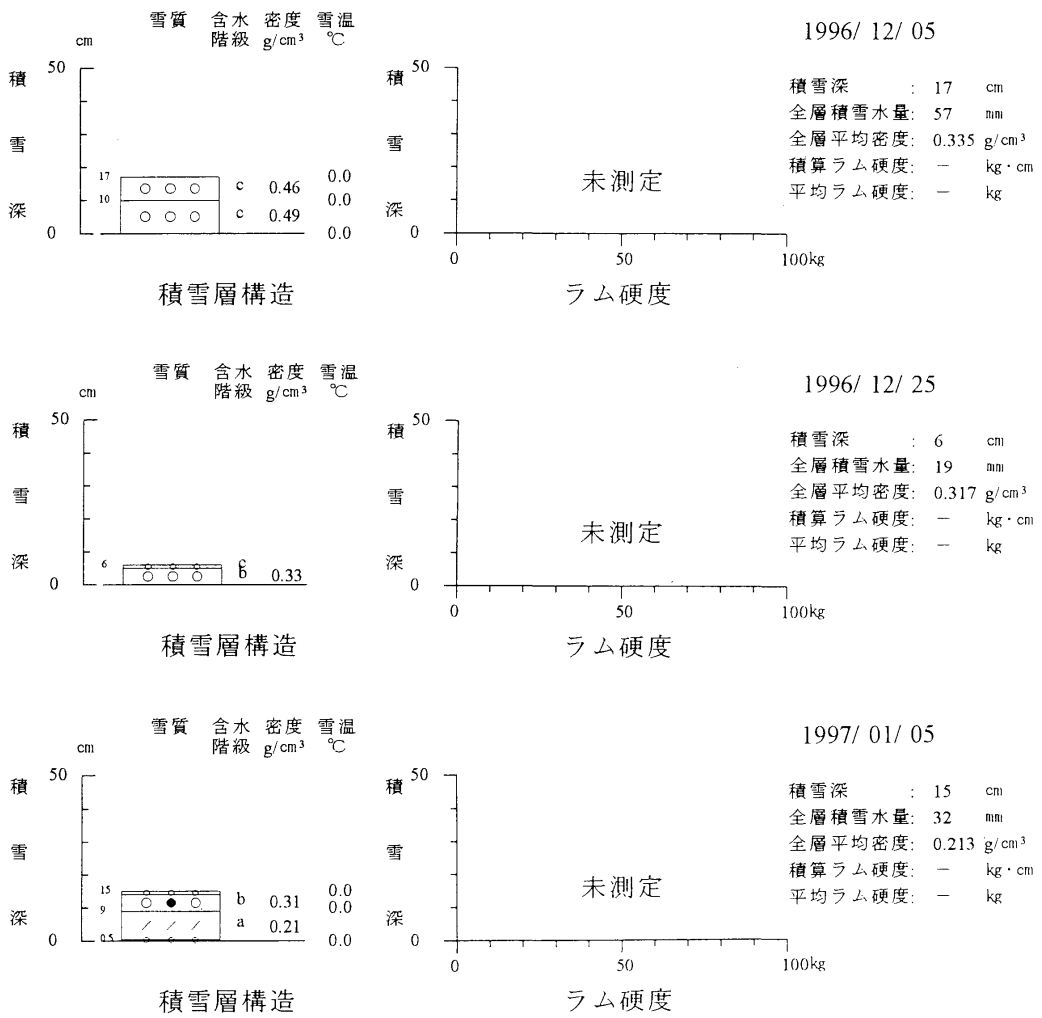 雪質 含水 密度 雪温
cm 階級 g/cm³ ℃
50
積
雪
深
0
17
10
c 0.46
c 0.49
0.0
0.0
0.0
積雪層構造
50
積
雪
深
0
未測定
0 50 100kg
ラム硬度
1996/ 12/ 05
積雪深 : 17 cm
全層積雪水量: 57 mm
全層平均密度: 0.335 g/cm³
積算ラム硬度: － kg・cm
平均ラム硬度: － kg
雪質 含水 密度 雪温
cm 階級 g/cm³ ℃
50
積
雪
深
0
6
c
b 0.33
積雪層構造
50
積
雪
深
0
未測定
0 50 100kg
ラム硬度
1996/ 12/ 25
積雪深 : 6 cm
全層積雪水量: 19 mm
全層平均密度: 0.317 g/cm³
積算ラム硬度: － kg・cm
平均ラム硬度: － kg
雪質 含水 密度 雪温
cm 階級 g/cm³ ℃
50
積
雪
深
0
15
9
0.5
b 0.31
a 0.21
0.0
0.0
0.0
積雪層構造
50
積
雪
深
0
未測定
0 50 100kg
ラム硬度
1997/ 01/ 05
積雪深 : 15 cm
全層積雪水量: 32 mm
全層平均密度: 0.213 g/cm³
積算ラム硬度: － kg・cm
平均ラム硬度: － kg